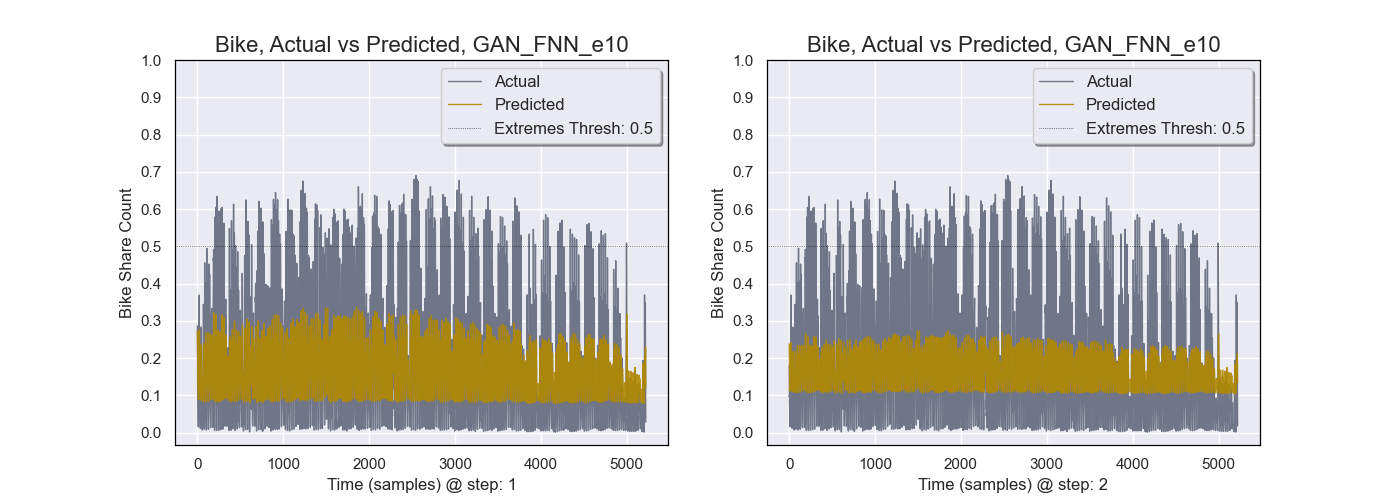 Bike, Actual vs Predicted, GAN_FNN_e10
Actual
Predicted
Extremes Thresh: 0.5
Bike Share Count
1.0
0.9
0.8
0.7
0.6
0.5
0.4
0.3
0.2
0.1
0.0
0 1000 2000 3000 4000 5000
Time (samples) @ step: 1
Bike, Actual vs Predicted, GAN_FNN_e10
Actual
Predicted
Extremes Thresh: 0.5
Bike Share Count
1.0
0.9
0.8
0.7
0.6
0.5
0.4
0.3
0.2
0.1
0.0
0 1000 2000 3000 4000 5000
Time (samples) @ step: 2